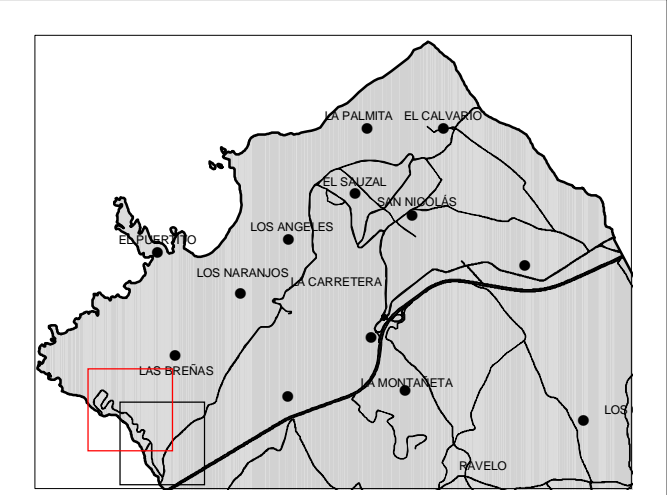 LA PALMITA
EL CALVARIO
EL SAUZAL
SAN NICOLÁS
LOS ANGELES
EL PUERTITO
LOS NARANJOS
LA CARRETERA
LAS BREÑAS
LA MONTAÑETA
LOS
RAVELO